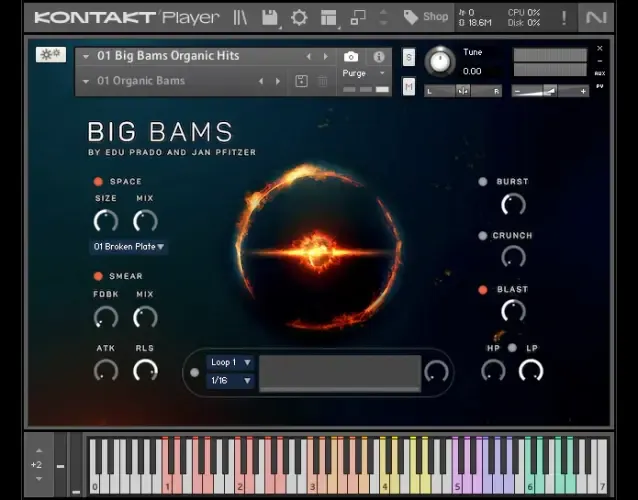 KONTAKT Player
Shop
0
18.6M
CPU 0%
Disk 0%
01 Big Bams Organic Hits
01 Organic Bams
Purge
S
M
Tune
0.00
L R
AUX
PV
BIG BAMS
BY EDU PRADO AND JAN PFITZER
SPACE
SIZE MIX
01 Broken Plate
SMEAR
FDBK MIX
ATK RLS
BURST
CRUNCH
BLAST
HP LP
Loop 1
1/16
+2
0 1 2 3 4 5 6 7